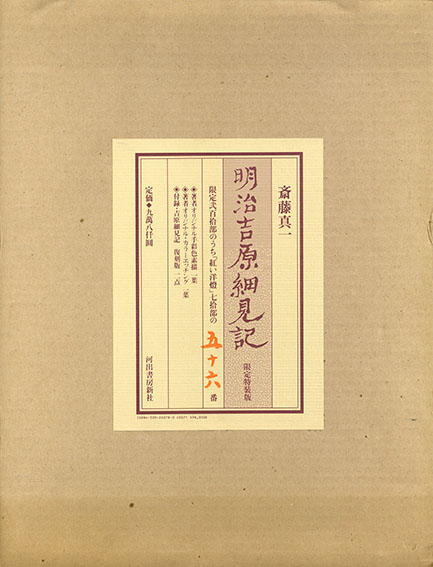 斎藤真一
明治吉原細見記
限定特装版
限定弐百拾部のうち「紅い洋燈」七拾部の
五十六番
◉著者オリジナル手彩色素描一葉
◉著者オリジナル・カラーエッチング一葉
◉付録・吉原細見記 復刻版一点
定価◆九萬八仟圓
河出書房新社